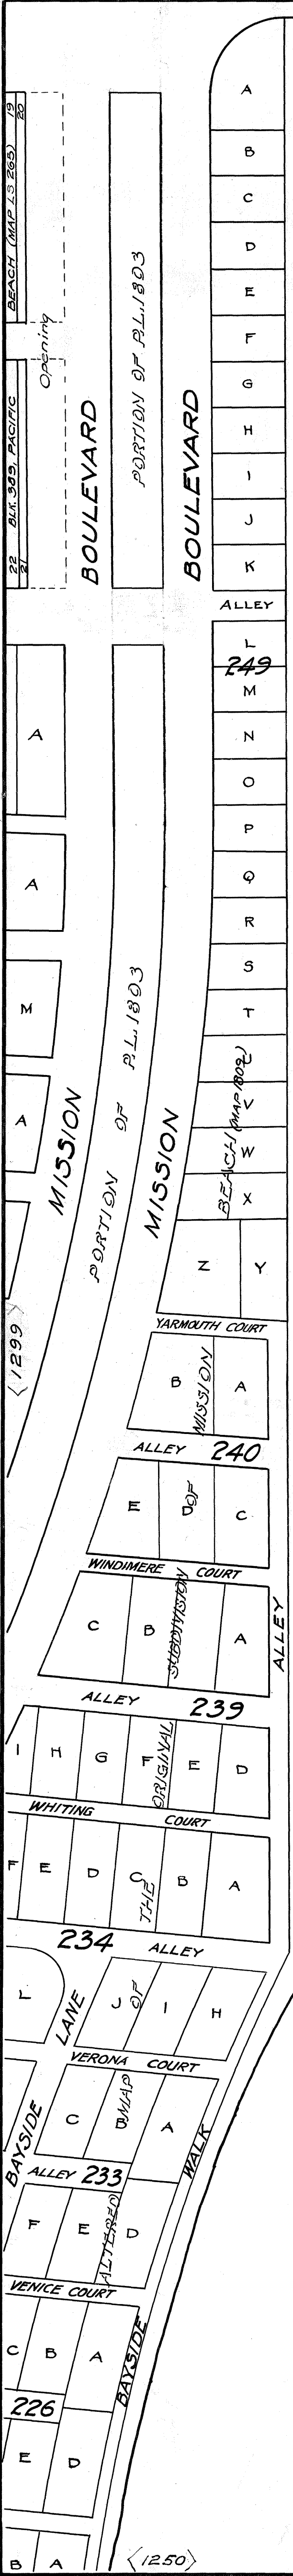 A
B
C
D
E
F
G
H
I
J
K
ALLEY
L
249
M
N
O
P
Q
R
S
T
U
V
W
X
Z Y
YARMOUTH COURT
B A
ALLEY 240
E D C
WINDIMERE COURT
C B A
ALLEY 239
I H G F E D
WHITING COURT
F E D C B A
234 ALLEY
L J I H
VERONA COURT
C B A
ALLEY 233
F E D
VENICE COURT
C B A
226
E D
B A
<1250>
19
20
BEACH (MAP LS 265)
Opening
22
21
BLK. 389, PACIFIC
BOULEVARD
PORTION OF P.L.1803
BOULEVARD
A
A
M
A
MISSION
PORTION OF P.L.1803
MISSION
<1299>
ALTERED MAP OF THE ORIGINAL SUBDIVISION OF MISSION BEACH (MAP 1809)
ALLEY
BAYSIDE LANE
BAYSIDE WALK